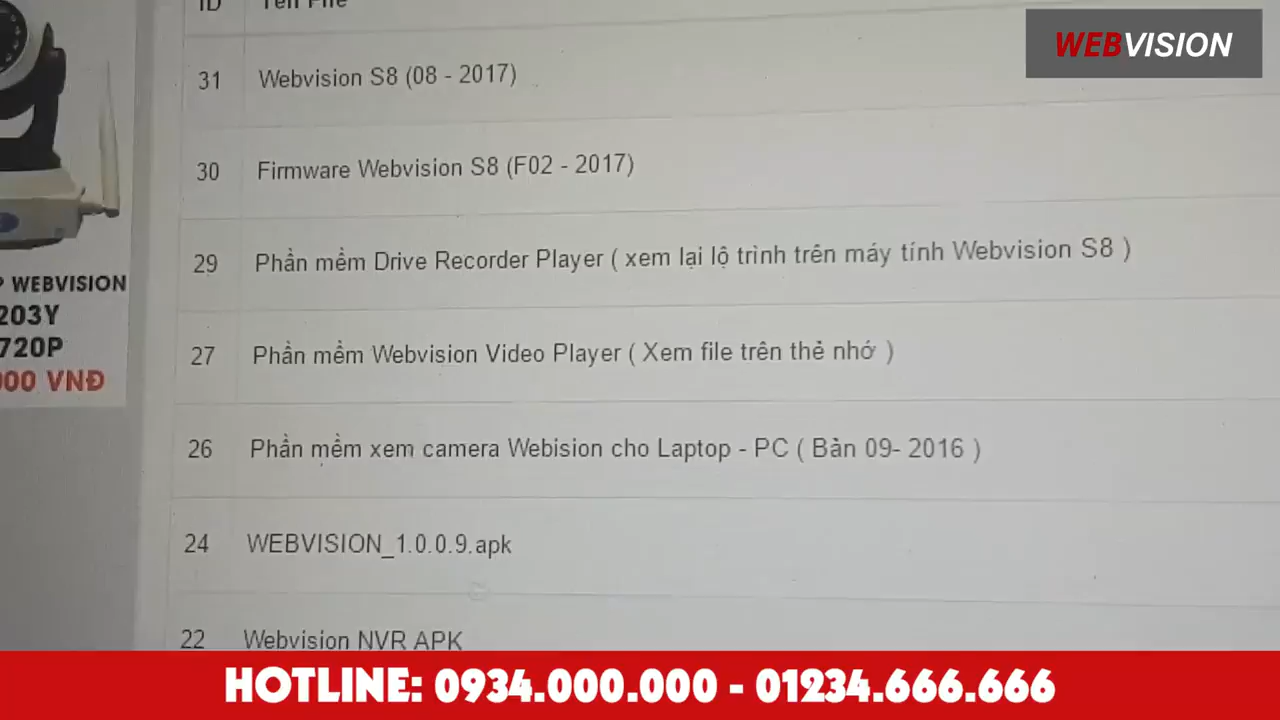 WEBVISION
ID Tên File
31 Webvision S8 (08 - 2017)
30 Firmware Webvision S8 (F02 - 2017)
29 Phần mềm Drive Recorder Player ( xem lại lộ trình trên máy tính Webvision S8 )
27 Phần mềm Webvision Video Player ( Xem file trên thẻ nhớ )
26 Phần mềm xem camera Webision cho Laptop - PC ( Bản 09- 2016 )
24 WEBVISION_1.0.0.9.apk
22 Webvision NVR APK
WEBVISION
203Y
720P
000 VNĐ
HOTLINE: 0934.000.000 - 01234.666.666